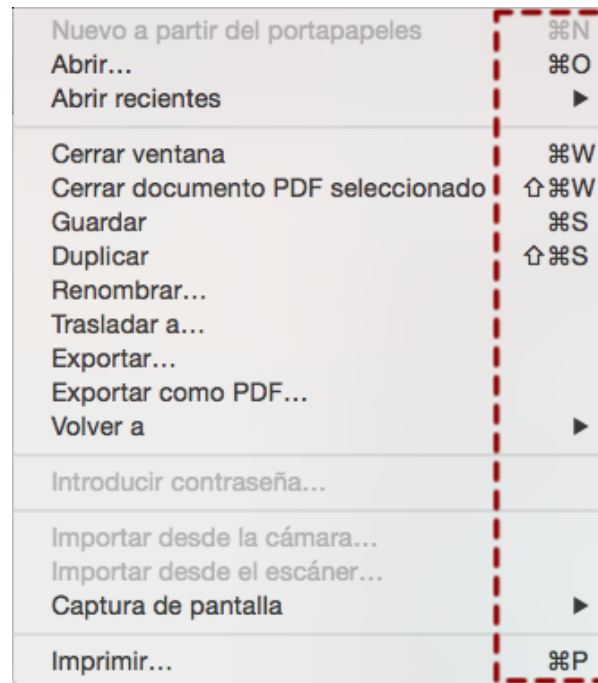 Nuevo a partir del portapapeles ⌘N
Abrir... ⌘O
Abrir recientes ▶
Cerrar ventana ⌘W
Cerrar documento PDF seleccionado ⇧⌘W
Guardar ⌘S
Duplicar ⇧⌘S
Renombrar...
Trasladar a...
Exportar...
Exportar como PDF...
Volver a ▶
Introducir contraseña...
Importar desde la cámara...
Importar desde el escáner...
Captura de pantalla ▶
Imprimir... ⌘P